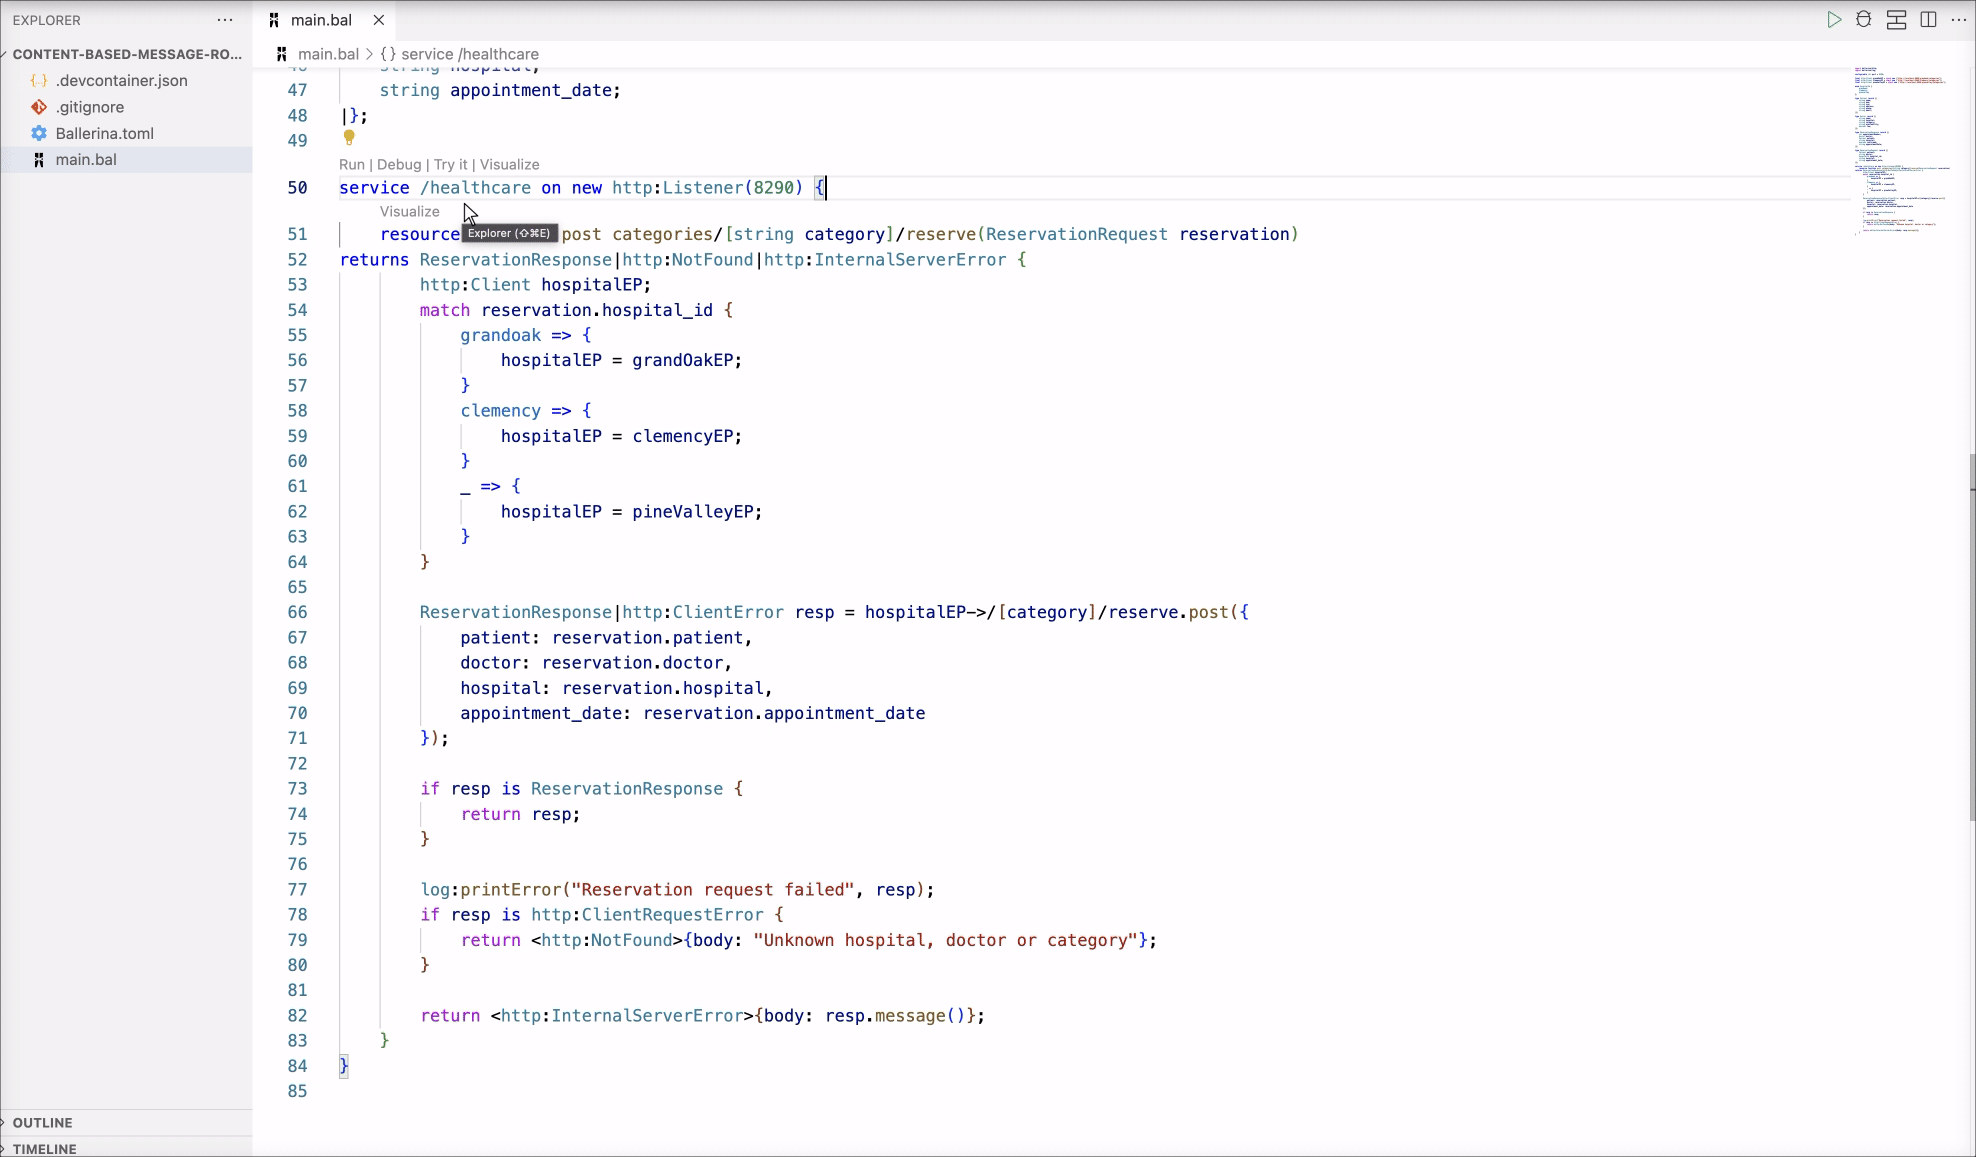 EXPLORER
main.bal
CONTENT-BASED-MESSAGE-RO...
.devcontainer.json
.gitignore
Ballerina.toml
main.bal
main.bal > {} service /healthcare
46 string hospital;
47 string appointment_date;
48 |};
49
Run | Debug | Try it | Visualize
50 service /healthcare on new http:Listener(8290) {
Visualize
Explorer (⇧⌘E)
51 resource post categories/[string category]/reserve(ReservationRequest reservation)
52 returns ReservationResponse|http:NotFound|http:InternalServerError {
53 http:Client hospitalEP;
54 match reservation.hospital_id {
55 grandoak => {
56 hospitalEP = grandOakEP;
57 }
58 clemency => {
59 hospitalEP = clemencyEP;
60 }
61 _ => {
62 hospitalEP = pineValleyEP;
63 }
64 }
65
66 ReservationResponse|http:ClientError resp = hospitalEP->/[category]/reserve.post({
67 patient: reservation.patient,
68 doctor: reservation.doctor,
69 hospital: reservation.hospital,
70 appointment_date: reservation.appointment_date
71 });
72
73 if resp is ReservationResponse {
74 return resp;
75 }
76
77 log:printError("Reservation request failed", resp);
78 if resp is http:ClientRequestError {
79 return <http:NotFound>{body: "Unknown hospital, doctor or category"};
80 }
81
82 return <http:InternalServerError>{body: resp.message()};
83 }
84 }
85
OUTLINE
TIMELINE